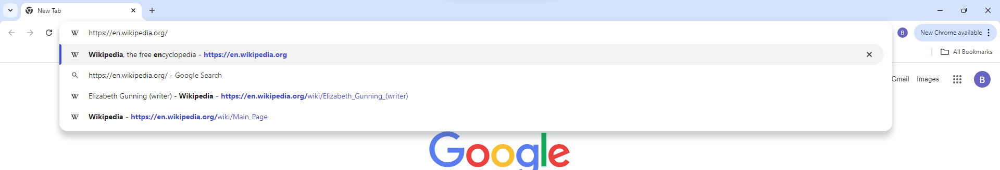 New Tab
https://en.wikipedia.org/
B
New Chrome available
Wikipedia, the free encyclopedia - https://en.wikipedia.org
All Bookmarks
https://en.wikipedia.org/ - Google Search
Gmail Images
B
Elizabeth Gunning (writer) - Wikipedia - https://en.wikipedia.org/wiki/Elizabeth_Gunning_(writer)
Wikipedia - https://en.wikipedia.org/wiki/Main_Page
Google